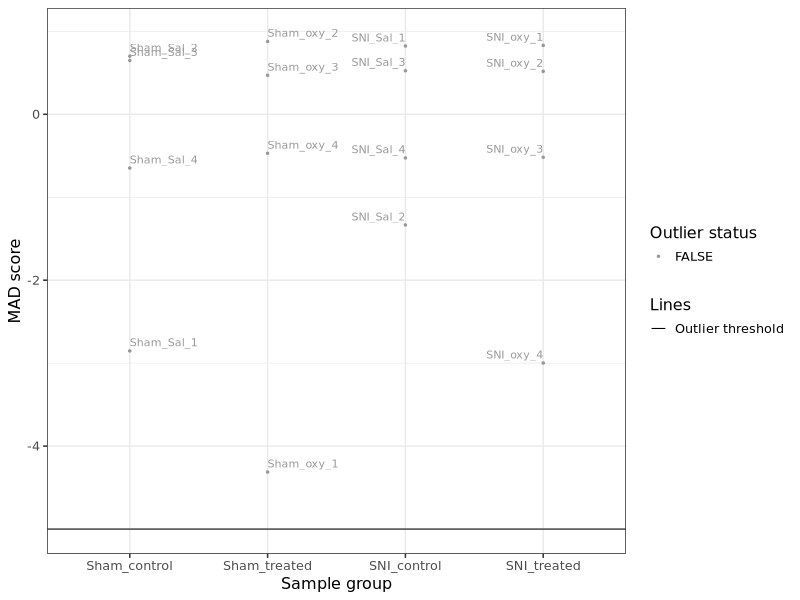 Sham_oxy_2
SNI_Sal_1
SNI_oxy_1
Sham_Sal_2
Sham_Sal_3
Sham_oxy_3
SNI_Sal_3
SNI_oxy_2
0
Sham_Sal_4
Sham_oxy_4
SNI_Sal_4
SNI_oxy_3
SNI_Sal_2
-2
Sham_Sal_1
SNI_oxy_4
-4
Sham_oxy_1
MAD score
Sham_control
Sham_treated
SNI_control
SNI_treated
Sample group
Outlier status
FALSE
Lines
Outlier threshold